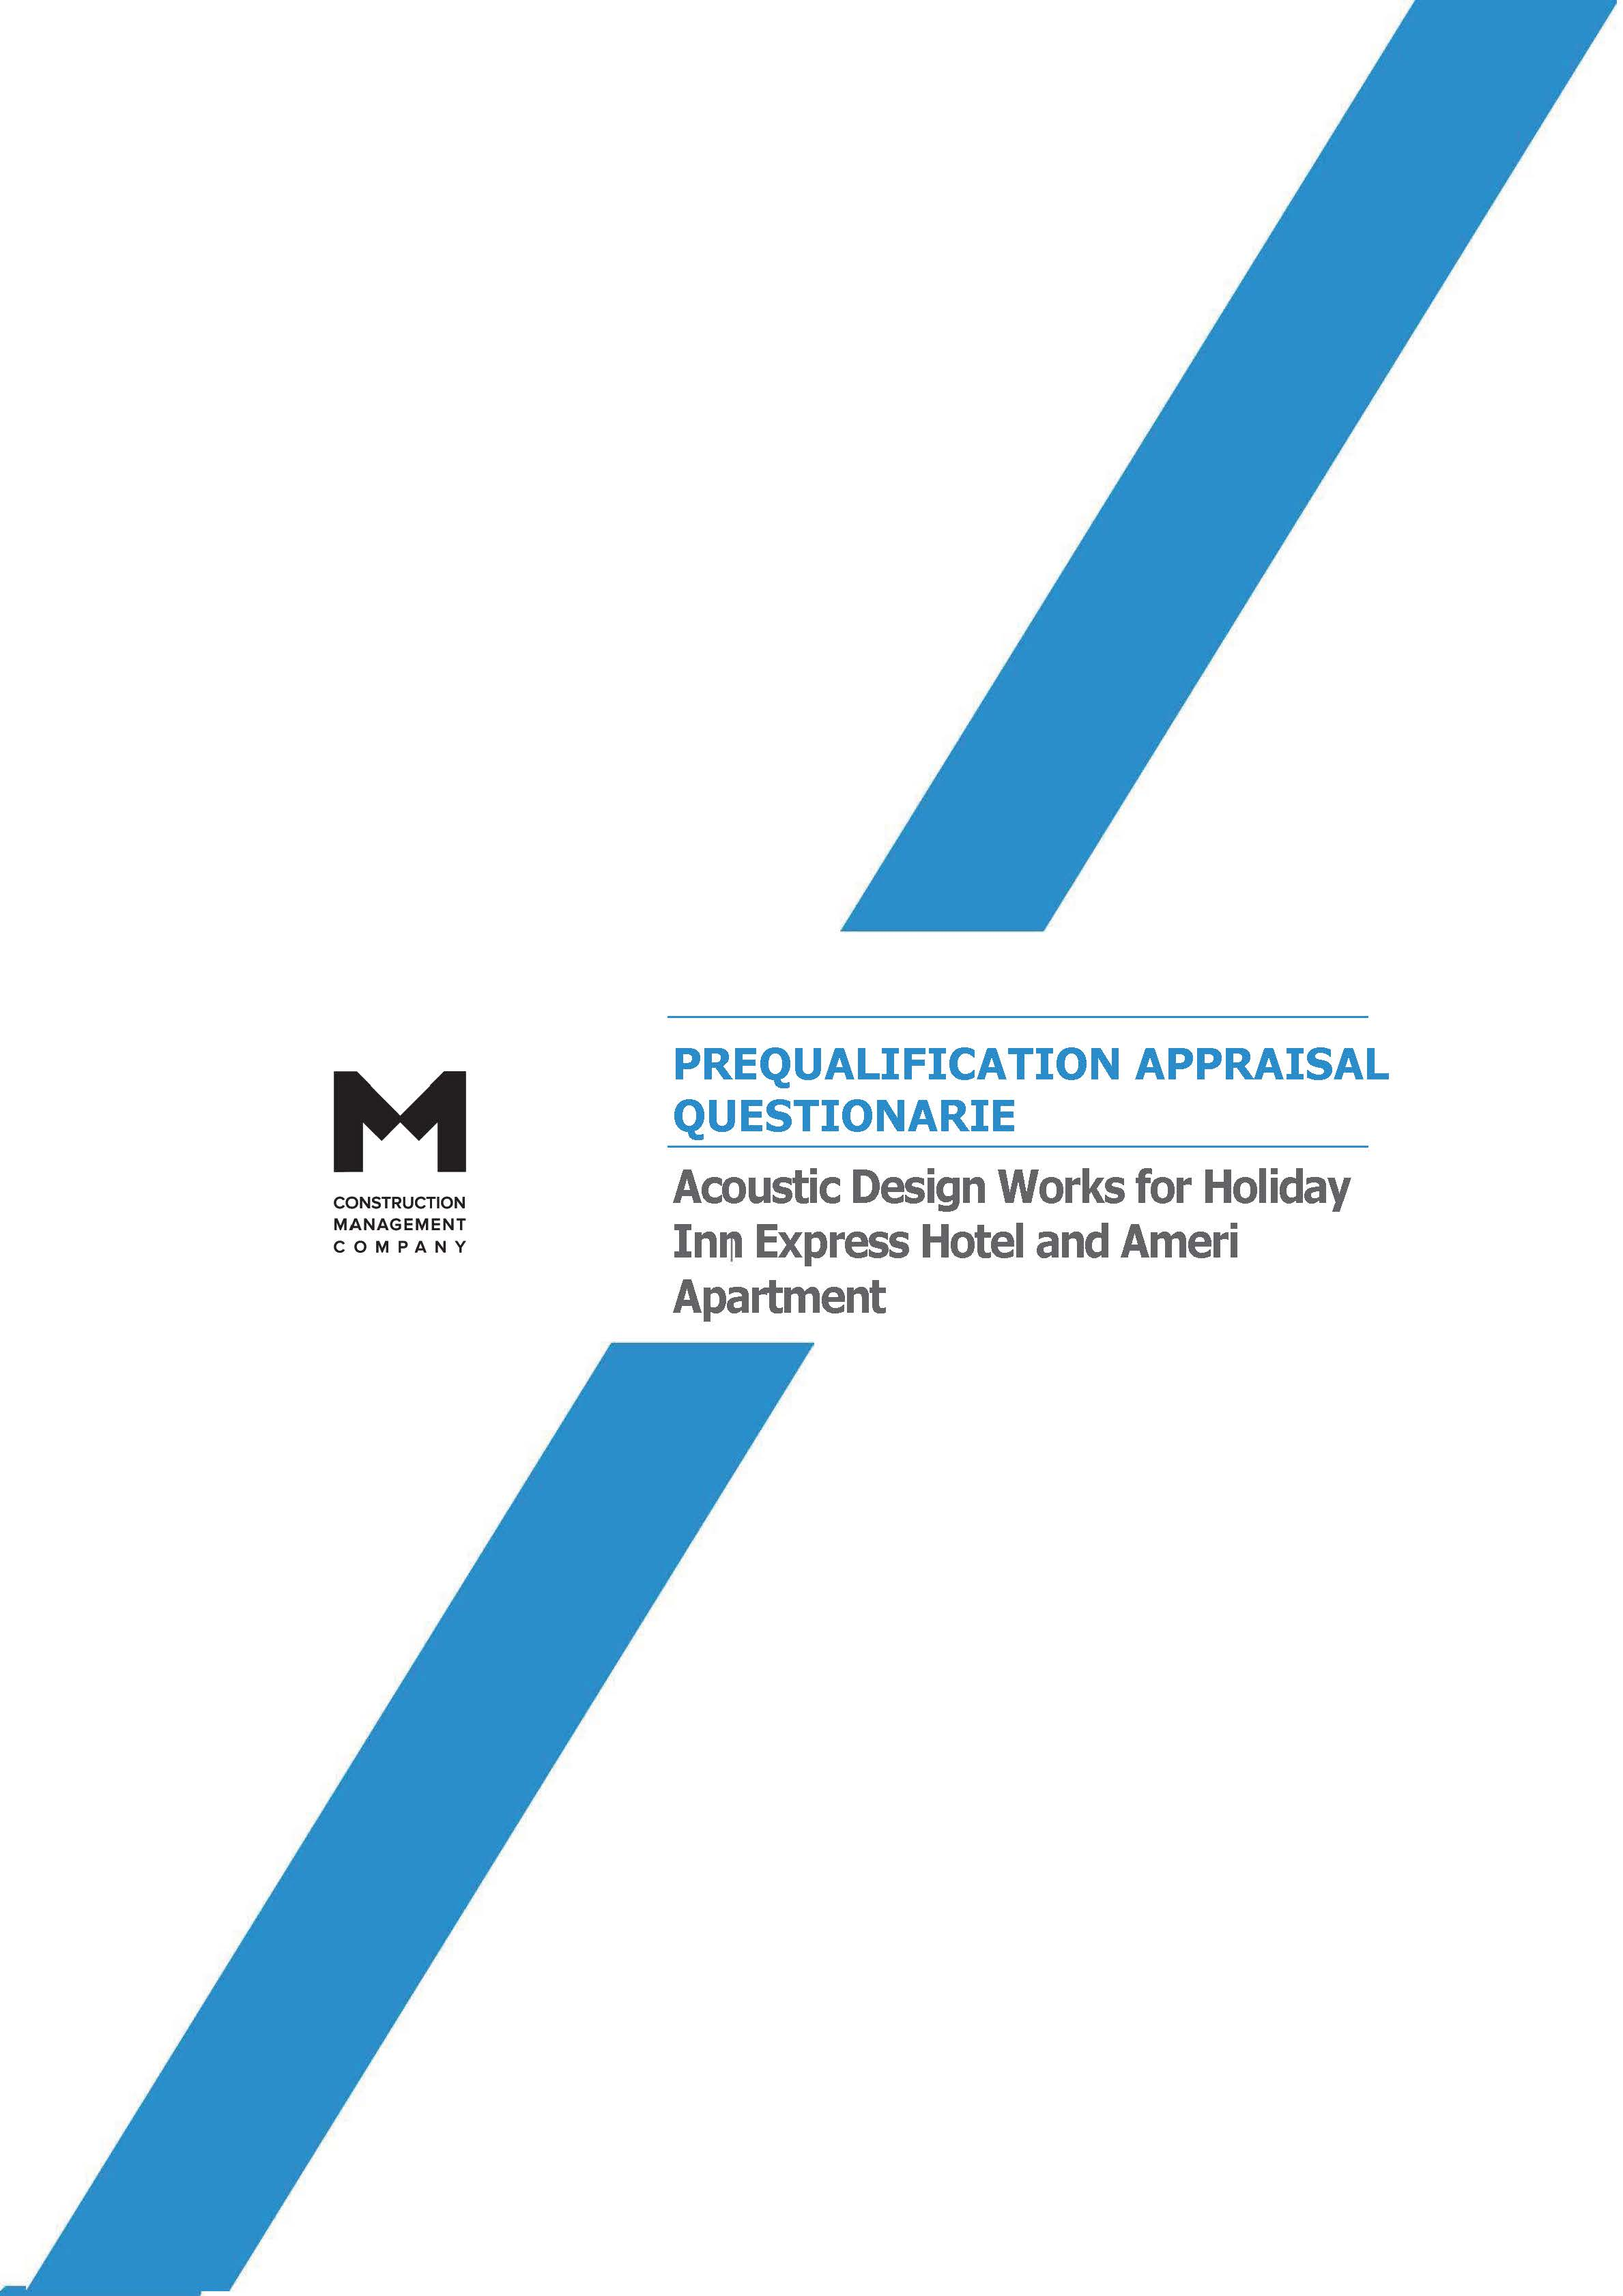 PREQUALIFICATION APPRAISAL
QUESTIONARIE
M
CONSTRUCTION
MANAGEMENT
COMPANY
Acoustic Design Works for Holiday
Inn Express Hotel and Ameri
Apartment